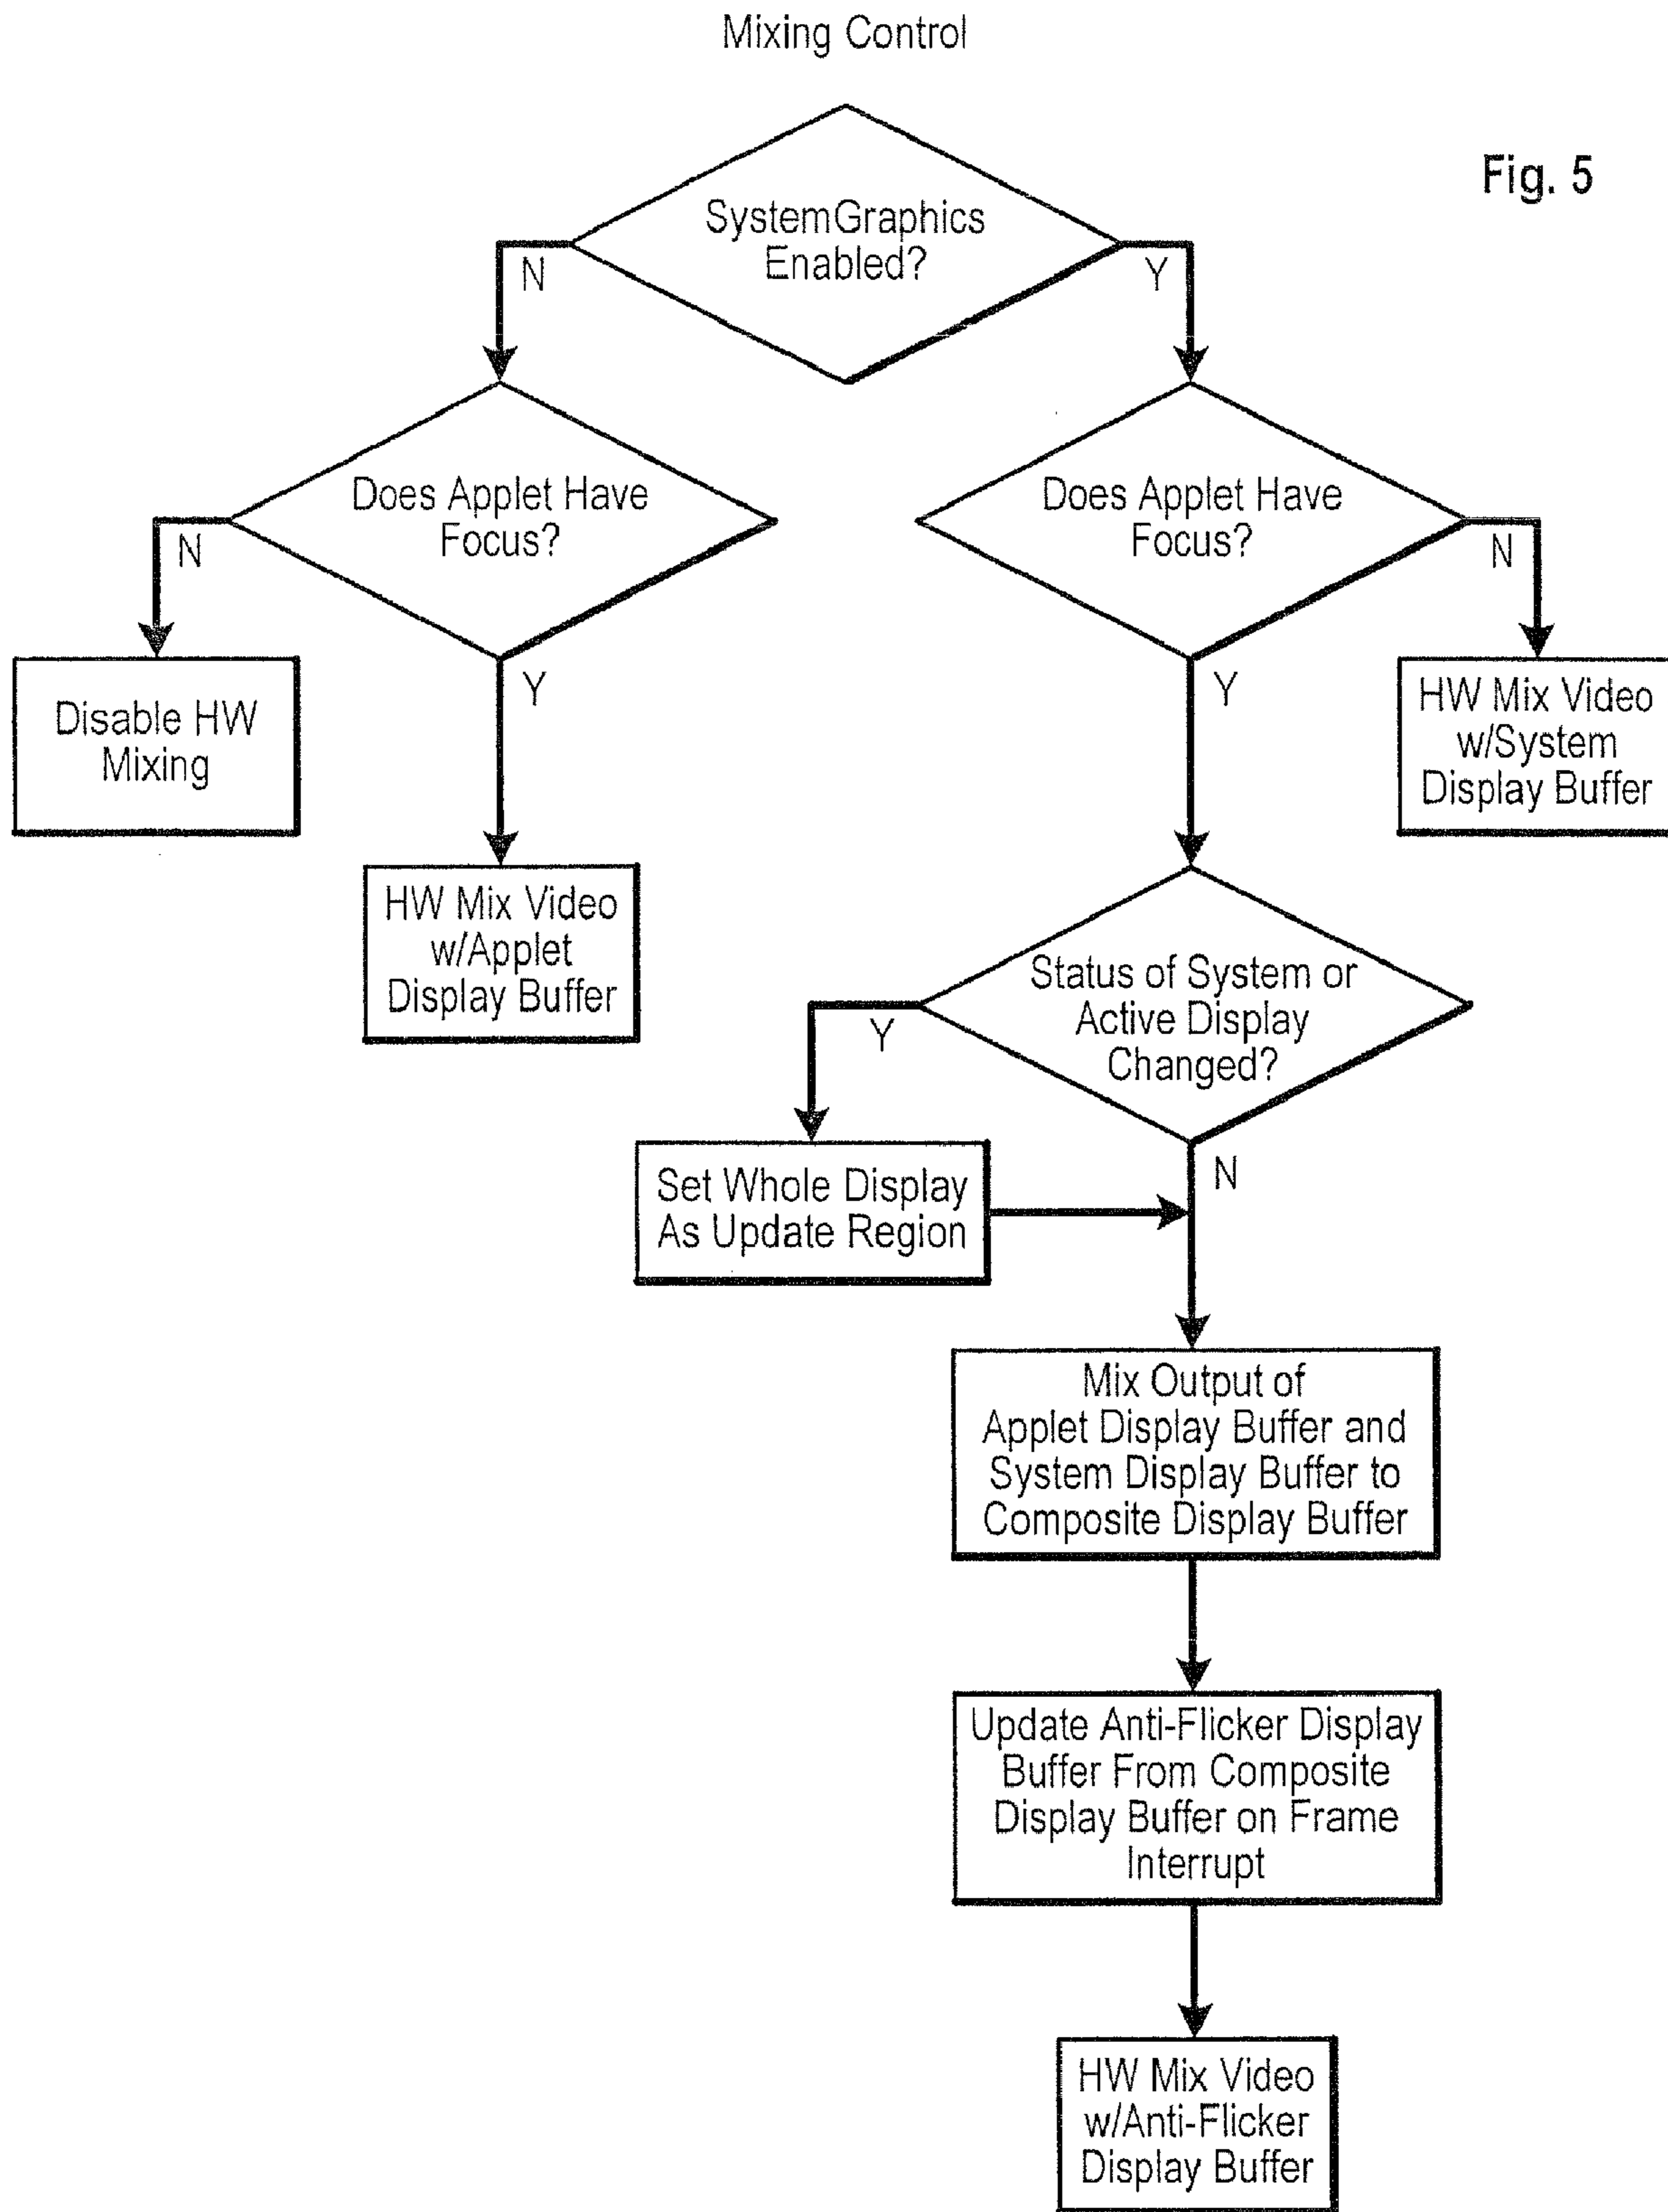 Mixing Control
Fig. 5
SystemGraphics
Enabled?
N
Y
Does Applet Have
Focus?
N
Y
Does Applet Have
Focus?
N
Y
Disable HW
Mixing
HW Mix Video
w/System
Display Buffer
HW Mix Video
w/Applet
Display Buffer
Status of System or
Active Display
Changed?
Y
N
Set Whole Display
As Update Region
Mix Output of
Applet Display Buffer and
System Display Buffer to
Composite Display Buffer
Update Anti-Flicker Display
Buffer From Composite
Display Buffer on Frame
Interrupt
HW Mix Video
w/Anti-Flicker
Display Buffer